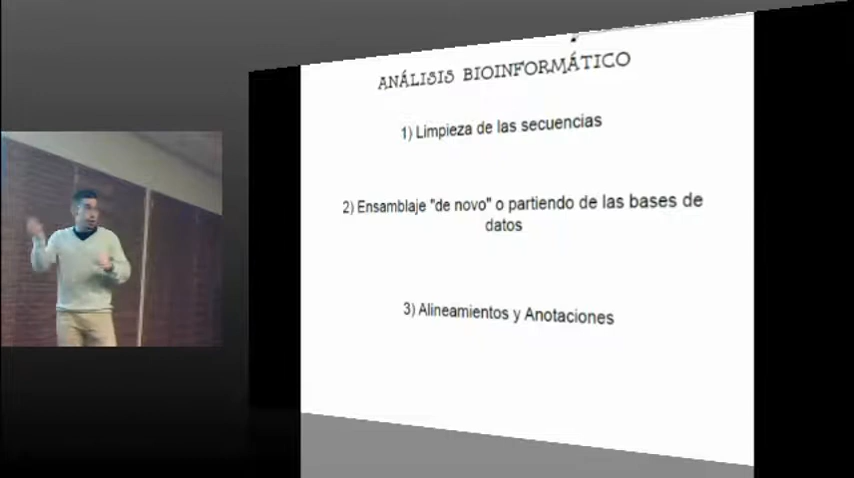 ANÁLISIS BIOINFORMÁTICO
1) Limpieza de las secuencias
2) Ensamblaje "de novo" o partiendo de las bases de
datos
3) Alineamientos y Anotaciones